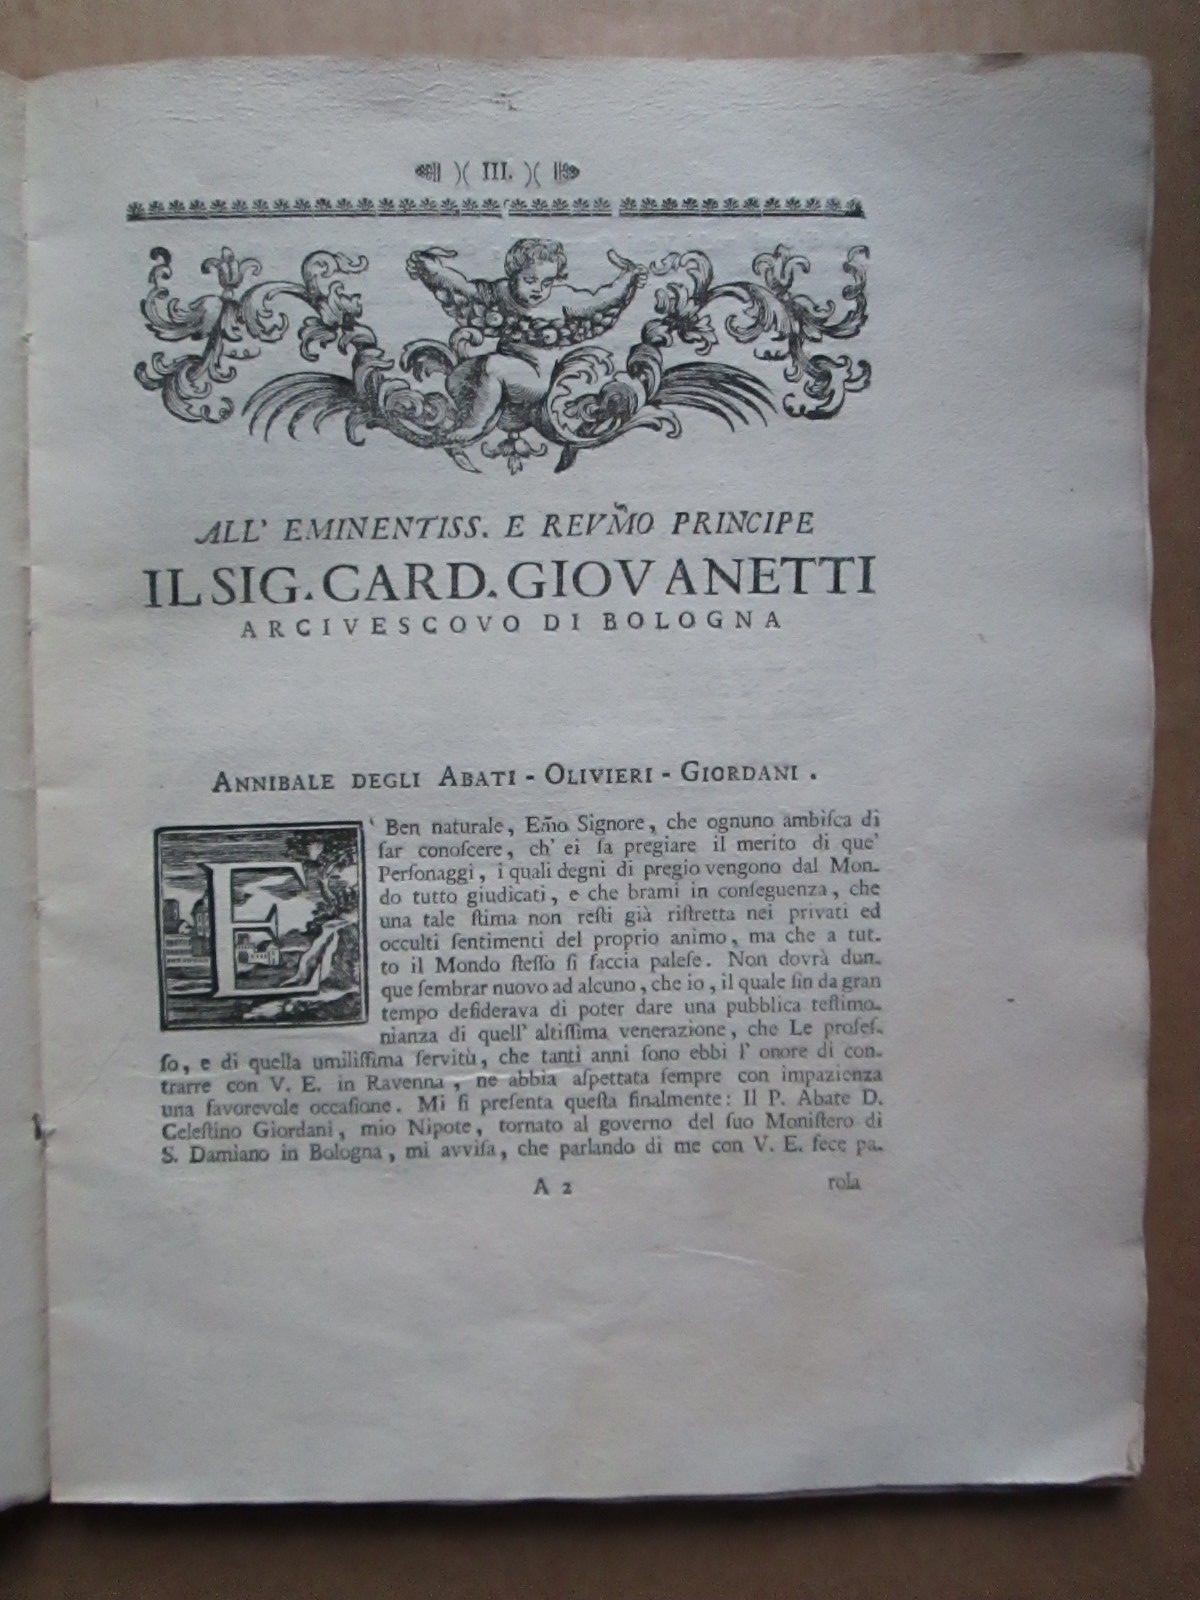 )( III. )(
ALL' EMINENTISS. E REVM̃O PRINCIPE
IL SIG. CARD. GIOVANETTI
ARCIVESCOVO DI BOLOGNA
ANNIBALE DEGLI ABATI - OLIVIERI - GIORDANI .
E' Ben naturale, Em̃o Signore, che ognuno ambiſca di
far conoſcere, ch' ei ſa pregiare il merito di que'
Perſonaggi, i quali degni di pregio vengono dal Mon-
do tutto giudicati, e che brami in conſeguenza, che
una tale ſtima non reſti già riſtretta nei privati ed
occulti ſentimenti del proprio animo, ma che a tut-
to il Mondo ſteſſo ſi faccia paleſe. Non dovrà dun-
que ſembrar nuovo ad alcuno, che io, il quale ſin da gran
tempo deſiderava di poter dare una pubblica teſtimo-
nianza di quell' altiſſima venerazione, che Le profeſ-
ſo, e di quella umiliſſima ſervitù, che tanti anni ſono ebbi l' onore di con-
trarre con V. E. in Ravenna, ne abbia aſpettata ſempre con impazienza
una favorevole occaſione. Mi ſi preſenta queſta finalmente: Il P. Abate D.
Celeſtino Giordani, mio Nipote, tornato al governo del ſuo Moniſtero di
S. Damiano in Bologna, mi avviſa, che parlando di me con V. E. fece pa-
A 2 rola